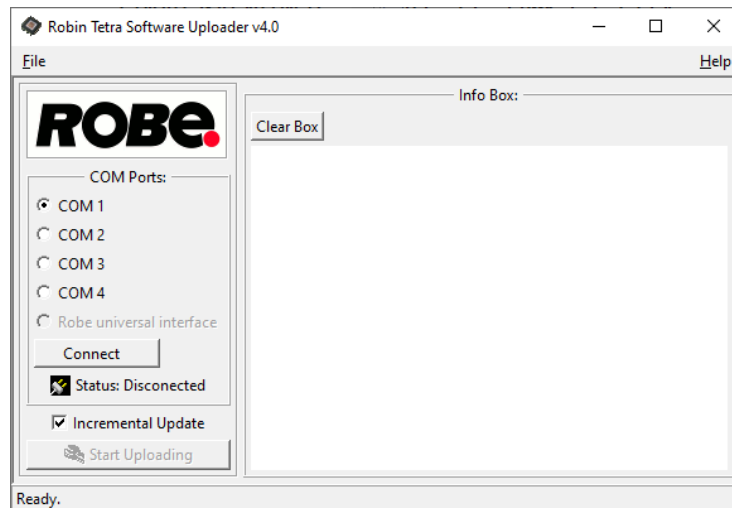 Robin Tetra Software Uploader v4.0
File
Help
ROBE
Info Box:
Clear Box
COM Ports:
COM 1
COM 2
COM 3
COM 4
Robe universal interface
Connect
Status: Disconected
Incremental Update
Start Uploading
Ready.